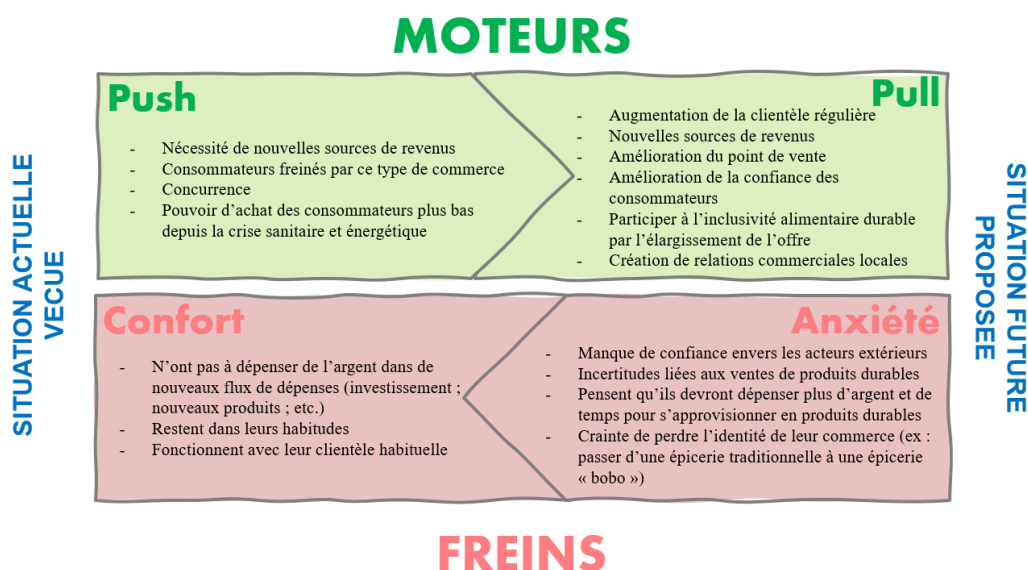 MOTEURS
Push
- Nécessité de nouvelles sources de revenus
- Consommateurs freinés par ce type de commerce
- Concurrence
- Pouvoir d’achat des consommateurs plus bas
depuis la crise sanitaire et énergétique
Pull
- Augmentation de la clientèle régulière
- Nouvelles sources de revenus
- Amélioration du point de vente
- Amélioration de la confiance des
consommateurs
- Participer à l’inclusivité alimentaire durable
par l’élargissement de l’offre
- Création de relations commerciales locales
SITUATION ACTUELLE
VECUE
SITUATION FUTURE
PROPOSEE
Confort
- N’ont pas à dépenser de l’argent dans de
nouveaux flux de dépenses (investissement ;
nouveaux produits ; etc.)
- Restent dans leurs habitudes
- Fonctionnent avec leur clientèle habituelle
Anxiété
- Manque de confiance envers les acteurs extérieurs
- Incertitudes liées aux ventes de produits durables
- Pensent qu’ils devront dépenser plus d’argent et de
temps pour s’approvisionner en produits durables
- Crainte de perdre l’identité de leur commerce (ex :
passer d’une épicerie traditionnelle à une épicerie
« bobo »)
FREINS